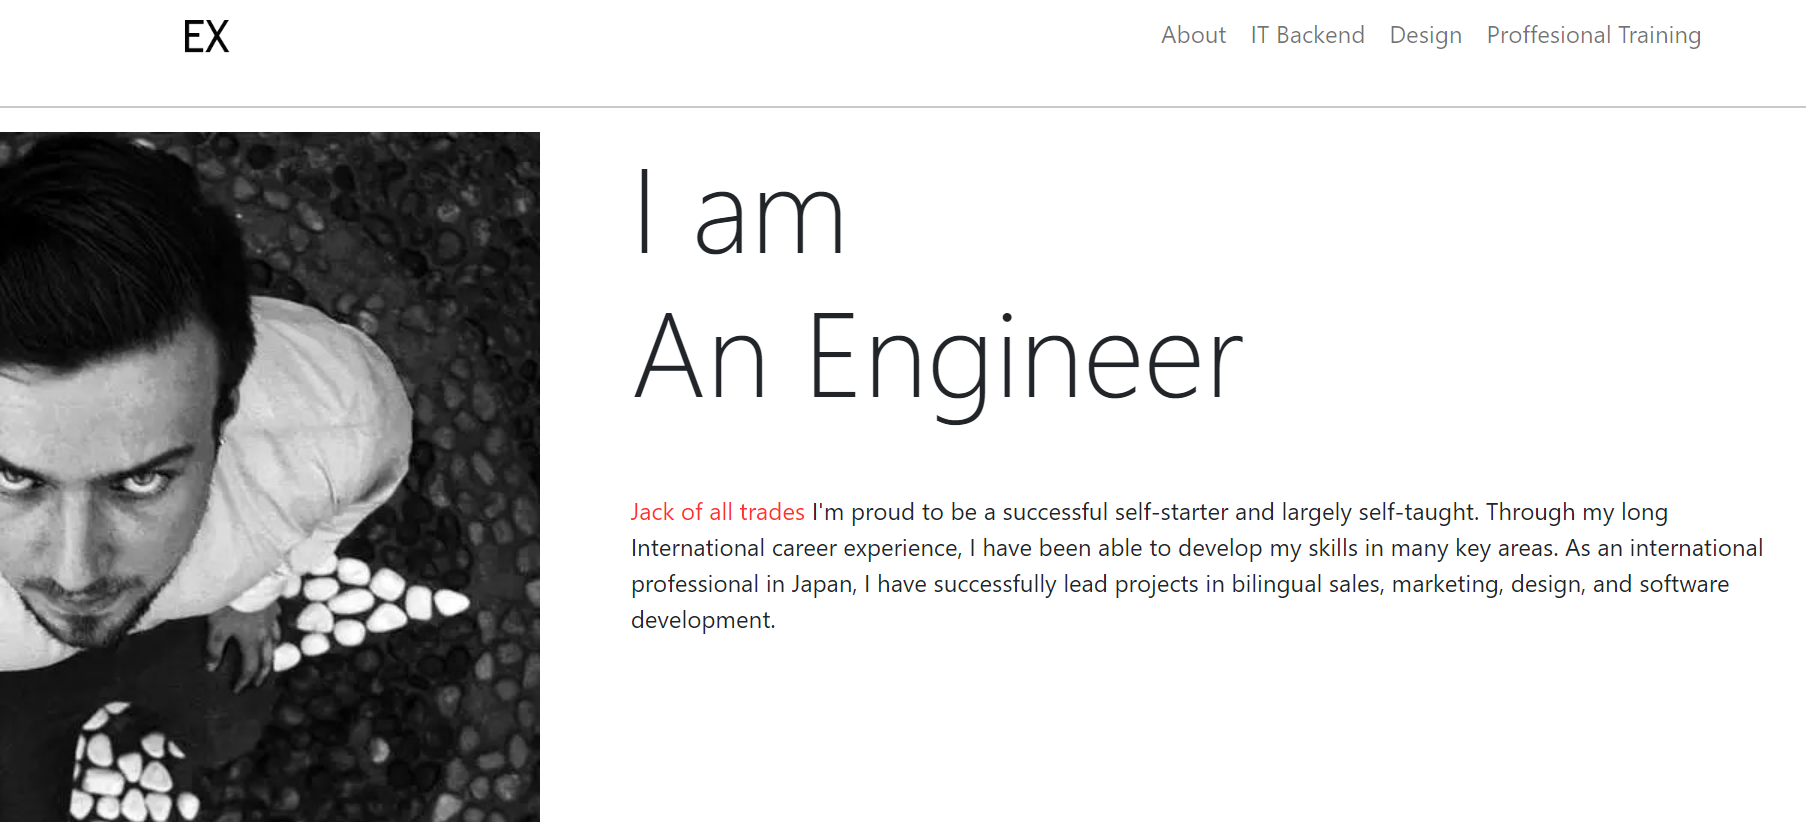 EX
About IT Backend Design Proffesional Training
I am
An Engineer
Jack of all trades I'm proud to be a successful self-starter and largely self-taught. Through my long
International career experience, I have been able to develop my skills in many key areas. As an international
professional in Japan, I have successfully lead projects in bilingual sales, marketing, design, and software
development.